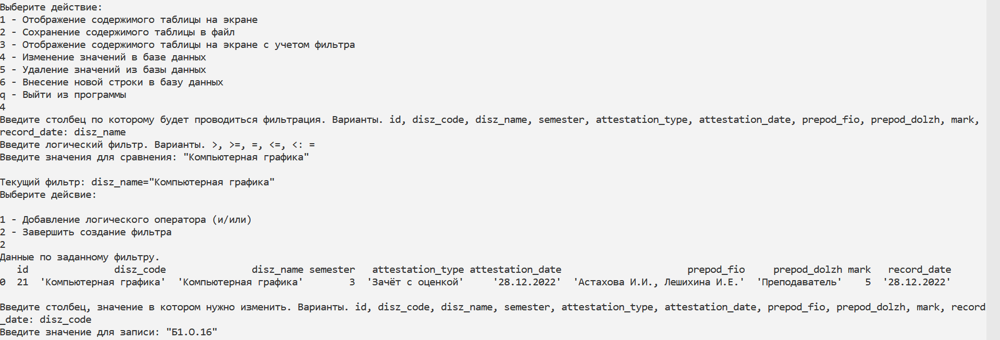 Выберите действие:
1 - Отображение содержимого таблицы на экране
2 - Сохранение содержимого таблицы в файл
3 - Отображение содержимого таблицы на экране с учетом фильтра
4 - Изменение значений в базе данных
5 - Удаление значений из базы данных
6 - Внесение новой строки в базу данных
q - Выйти из программы
4
Введите столбец по которому будет проводиться фильтрация. Варианты. id, disz_code, disz_name, semester, attestation_type, attestation_date, prepod_fio, prepod_dolzh, mark,
record_date: disz_name
Введите логический фильтр. Варианты. >, >=, =, <=, <: =
Введите значения для сравнения: "Компьютерная графика"
Текущий фильтр: disz_name="Компьютерная графика"
Выберите дейсвие:
1 - Добавление логического оператора (и/или)
2 - Завершить создание фильтра
2
Данные по заданному фильтру.
id disz_code disz_name semester attestation_type attestation_date prepod_fio prepod_dolzh mark record_date
0 21 'Компьютерная графика' 'Компьютерная графика' 3 'Зачёт с оценкой' '28.12.2022' 'Астахова И.И., Лешихина И.Е.' 'Преподаватель' 5 '28.12.2022'
Введите столбец, значение в котором нужно изменить. Варианты. id, disz_code, disz_name, semester, attestation_type, attestation_date, prepod_fio, prepod_dolzh, mark, record
_date: disz_code
Введите значение для записи: "Б1.О.16"